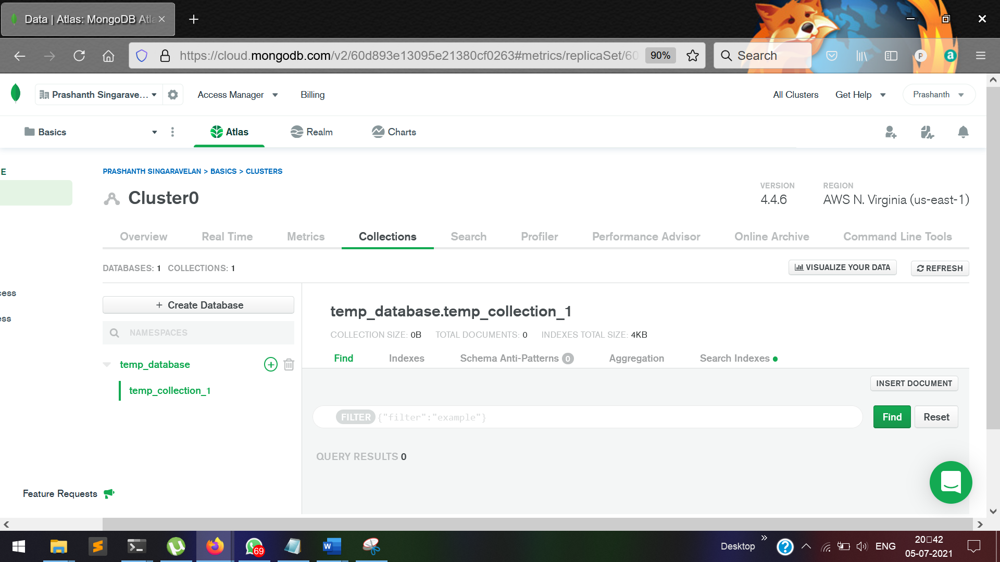 Data | Atlas: MongoDB Atla
https://cloud.mongodb.com/v2/60d893e13095e21380cf0263#metrics/replicaSet/60
90%
Search
P
a
Prashanth Singarave...
Access Manager
Billing
All Clusters
Get Help
Prashanth
Basics
Atlas
Realm
Charts
E
PRASHANTH SINGARAVELAN > BASICS > CLUSTERS
Cluster0
VERSION
4.4.6
REGION
AWS N. Virginia (us-east-1)
Overview
Real Time
Metrics
Collections
Search
Profiler
Performance Advisor
Online Archive
Command Line Tools
DATABASES: 1 COLLECTIONS: 1
VISUALIZE YOUR DATA
REFRESH
cess
ess
+ Create Database
NAMESPACES
temp_database
temp_collection_1
temp_database.temp_collection_1
COLLECTION SIZE: 0B TOTAL DOCUMENTS: 0 INDEXES TOTAL SIZE: 4KB
Find
Indexes
Schema Anti-Patterns 0
Aggregation
Search Indexes
INSERT DOCUMENT
FILTER {"filter":"example"}
Find
Reset
QUERY RESULTS 0
Feature Requests
69
W
Desktop
ENG
20▯42
05-07-2021